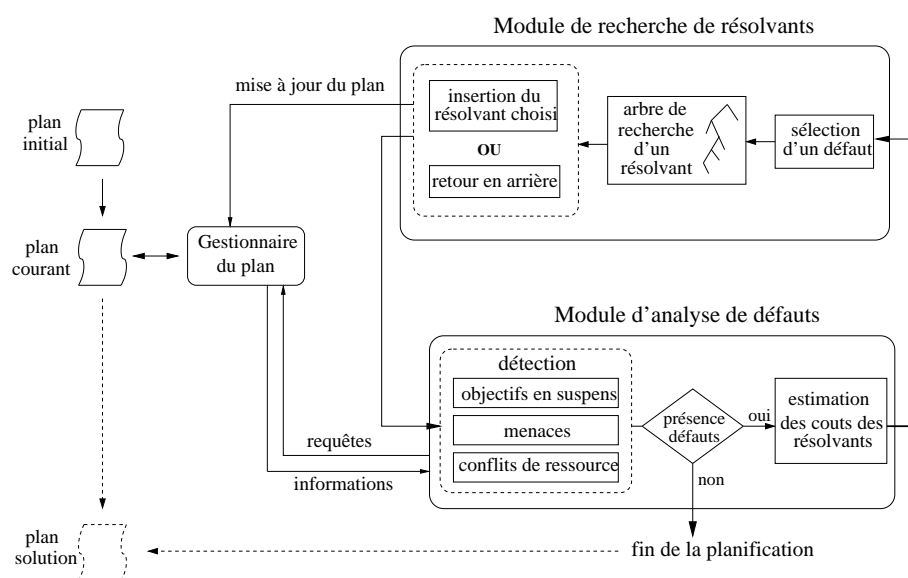 Module de recherche de résolvants
mise à jour du plan
insertion du
résolvant choisi
OU
retour en arrière
arbre de
recherche
d'un
résolvant
sélection
d'un défaut
plan
initial
plan
courant
Gestionnaire
du plan
Module d'analyse de défauts
détection
objectifs en suspens
menaces
conflits de ressource
présence
défauts
oui
non
estimation
des couts des
résolvants
requêtes
informations
plan
solution
fin de la planification